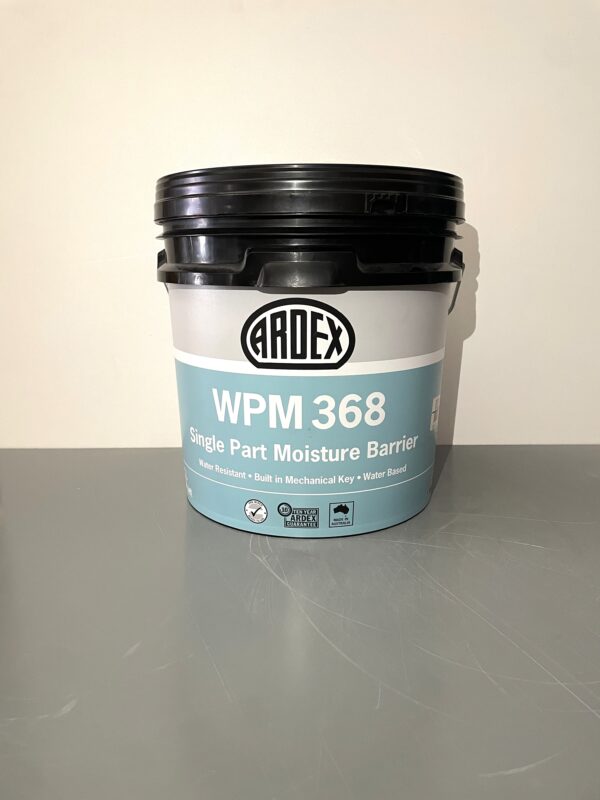 ARDEX
WPM 368
Single Part Moisture Barrier
Water Resistant • Built in Mechanical Key • Water Based
TEN YEAR
ARDEX
GUARANTEE
MADE IN
AUSTRALIA